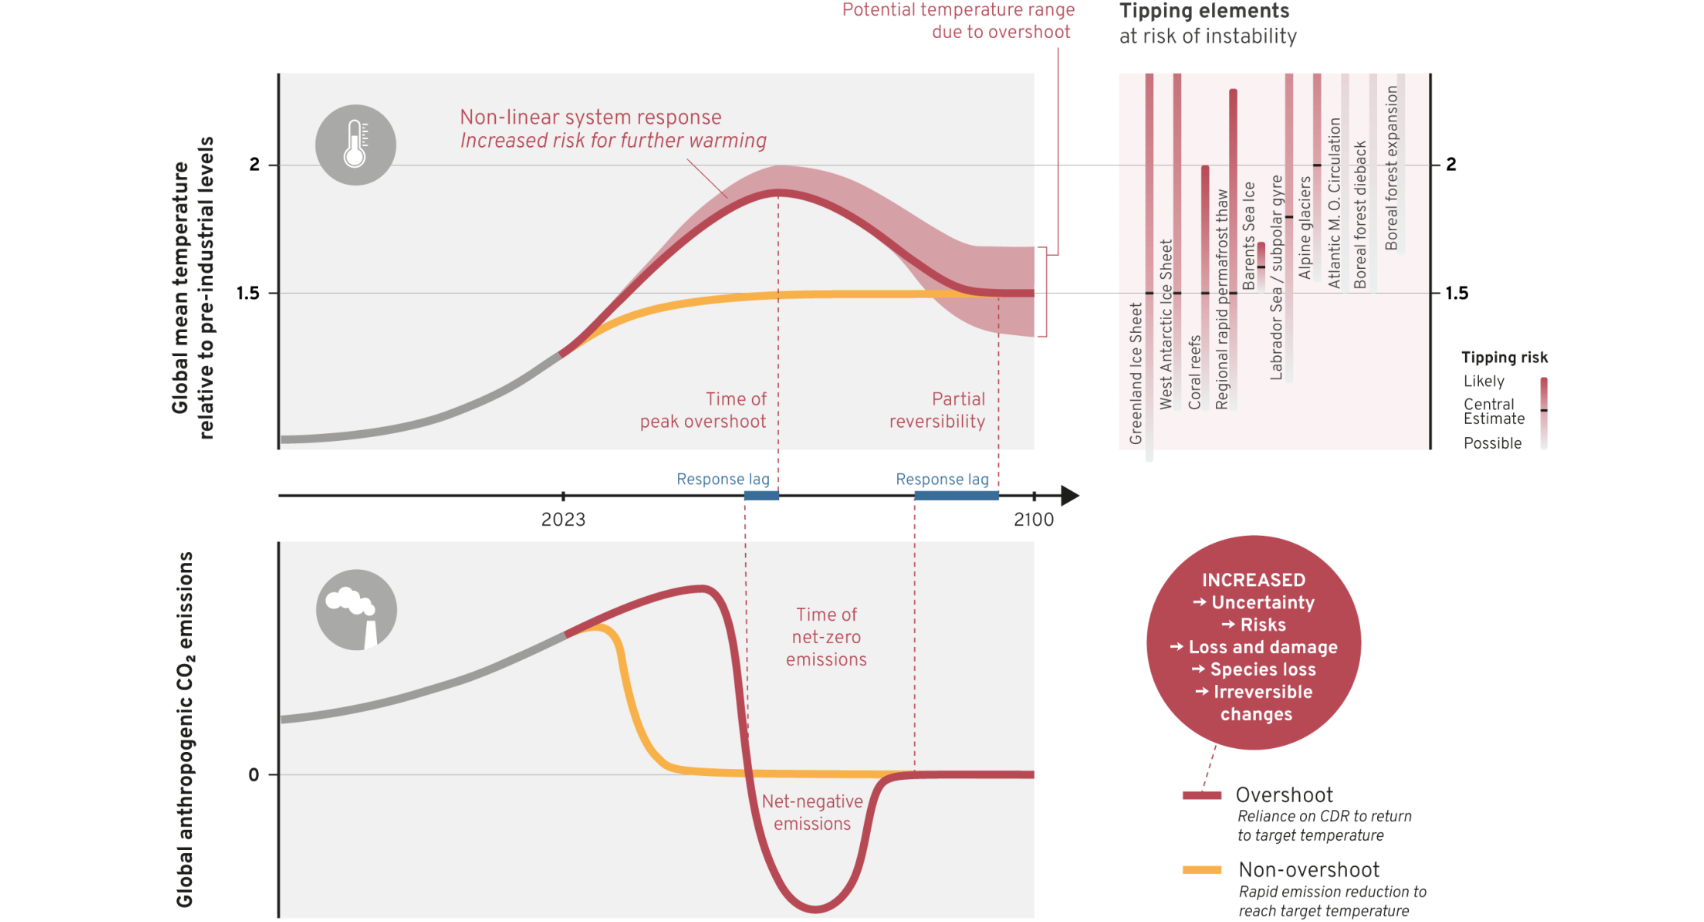 Potential temperature range
due to overshoot
Tipping elements
at risk of instability
Global mean temperature
relative to pre-industrial levels
2
1.5
Non-linear system response
Increased risk for further warming
Time of
peak overshoot
Partial
reversibility
Greenland Ice Sheet
West Antarctic Ice Sheet
Coral reefs
Regional rapid permafrost thaw
Barents Sea Ice
Labrador Sea / subpolar gyre
Alpine glaciers
Atlantic M. O. Circulation
Boreal forest dieback
Boreal forest expansion
2
1.5
Tipping risk
Likely
Central
Estimate
Possible
Response lag
Response lag
2023
2100
Global anthropogenic CO₂ emissions
0
Time of
net-zero
emissions
Net-negative
emissions
INCREASED
→ Uncertainty
→ Risks
→ Loss and damage
→ Species loss
→ Irreversible
changes
Overshoot
Reliance on CDR to return
to target temperature
Non-overshoot
Rapid emission reduction to
reach target temperature